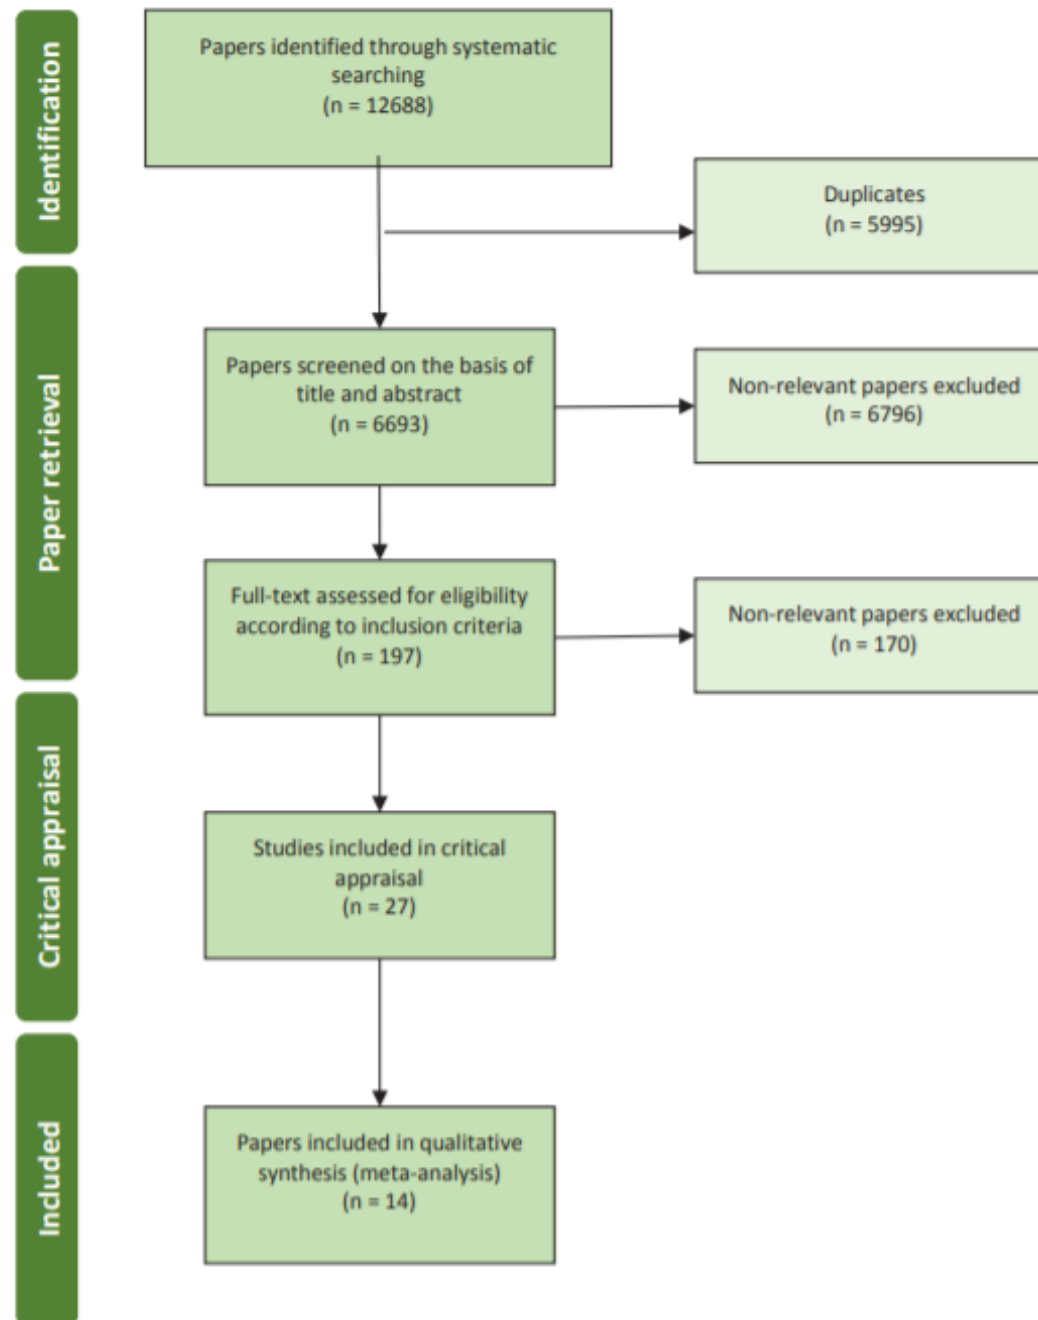 Identification
Papers identified through systematic
searching
(n = 12688)
Duplicates
(n = 5995)
Paper retrieval
Papers screened on the basis of
title and abstract
(n = 6693)
Non-relevant papers excluded
(n = 6796)
Full-text assessed for eligibility
according to inclusion criteria
(n = 197)
Non-relevant papers excluded
(n = 170)
Critical appraisal
Studies included in critical
appraisal
(n = 27)
Included
Papers included in qualitative
synthesis (meta-analysis)
(n = 14)